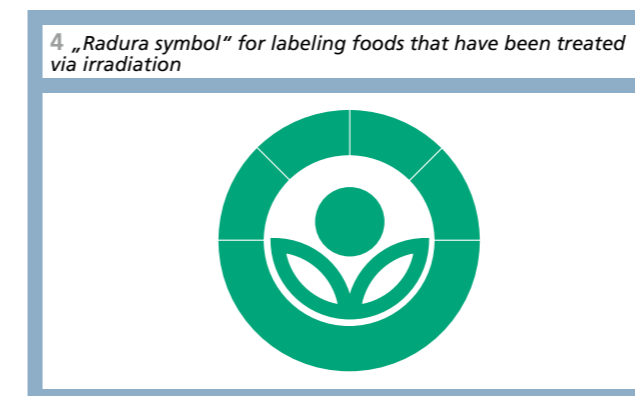 4 „Radura symbol“ for labeling foods that have been treated
via irradiation